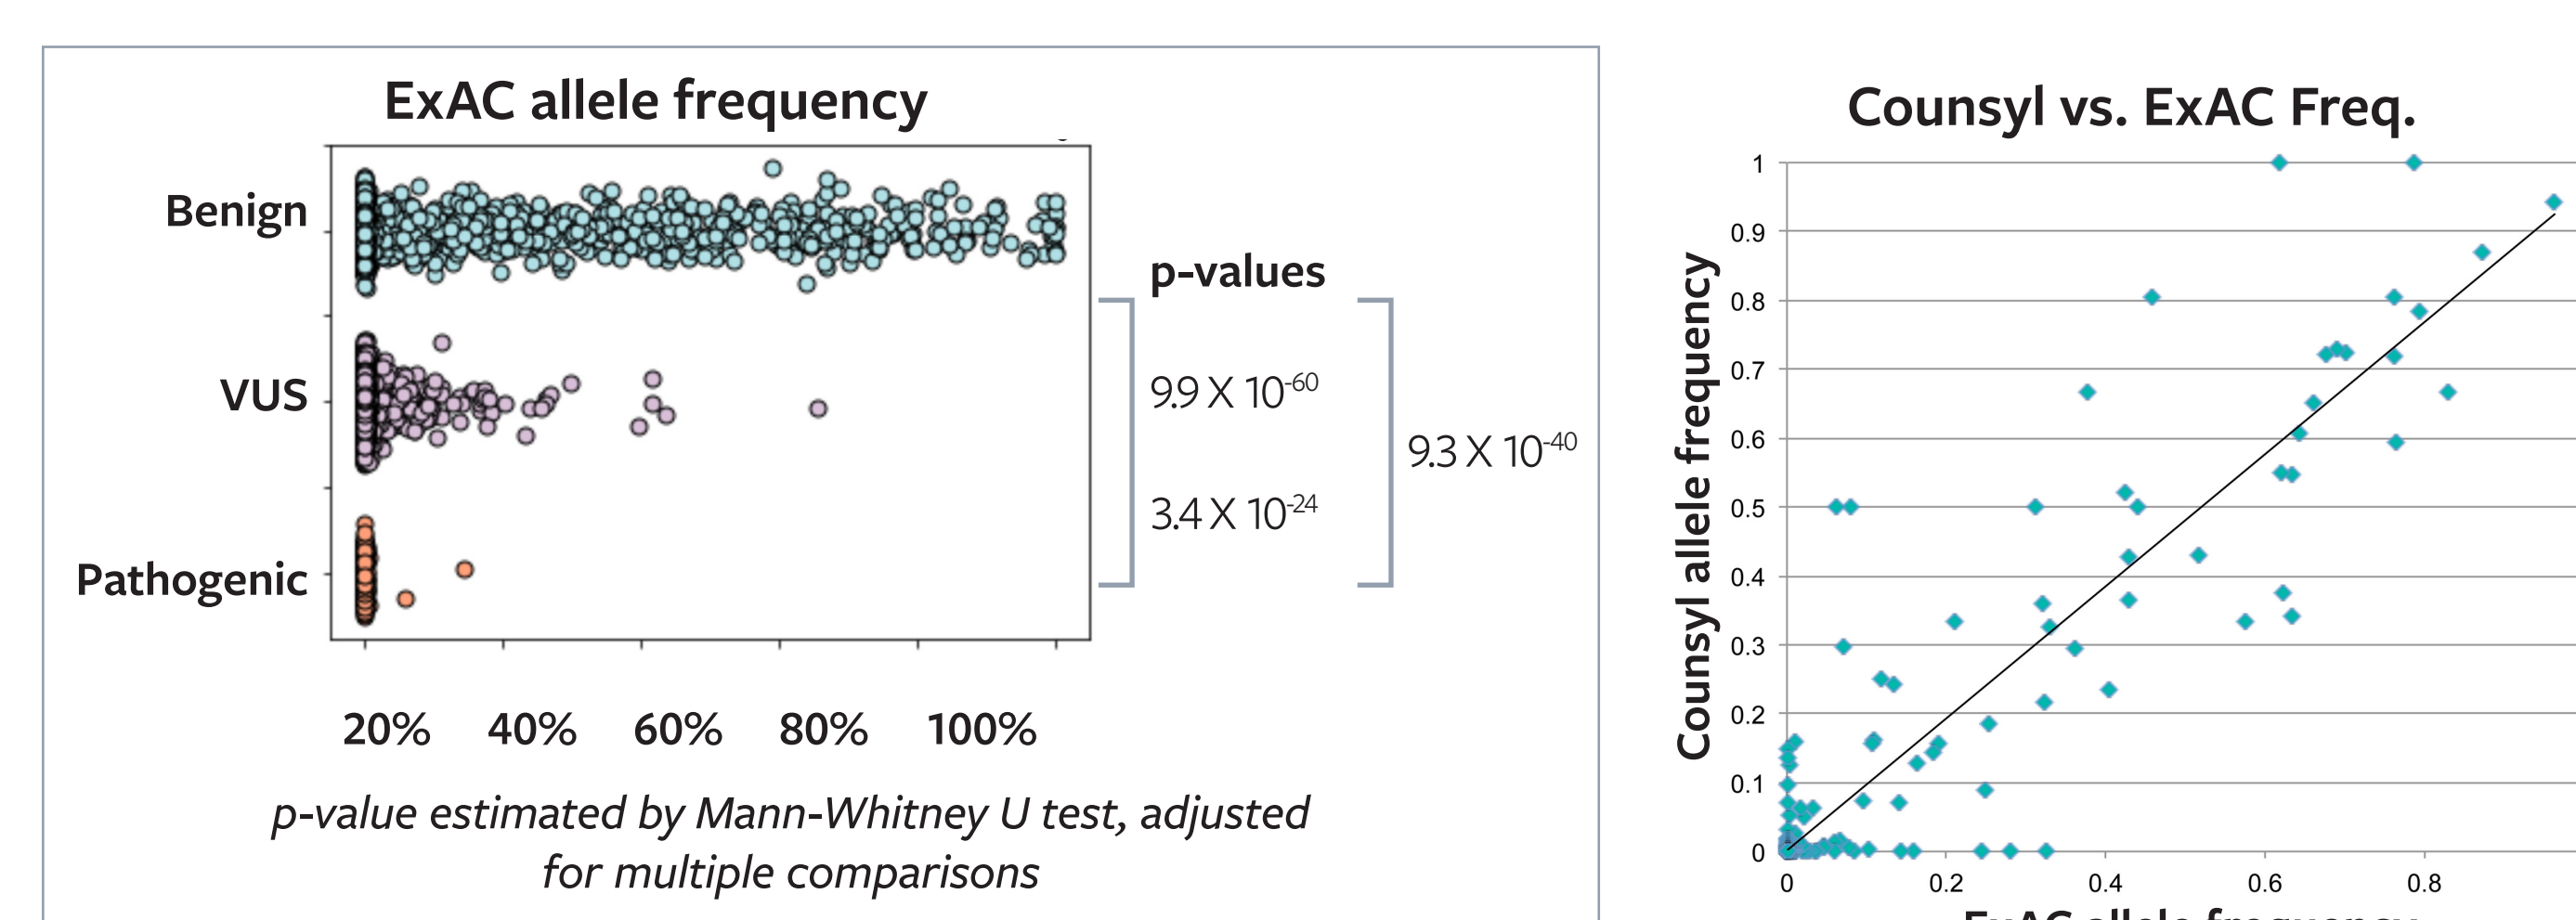 ExAC allele frequency
Benign
VUS
Pathogenic
20% 40% 60% 80% 100%
p-values
9.9 X 10⁻⁶⁰
3.4 X 10⁻²⁴
9.3 X 10⁻⁴⁰
p-value estimated by Mann-Whitney U test, adjusted
for multiple comparisons
Counsyl vs. ExAC Freq.
Counsyl allele frequency
1
0.9
0.8
0.7
0.6
0.5
0.4
0.3
0.2
0.1
0
0 0.2 0.4 0.6 0.8
ExAC allele frequency